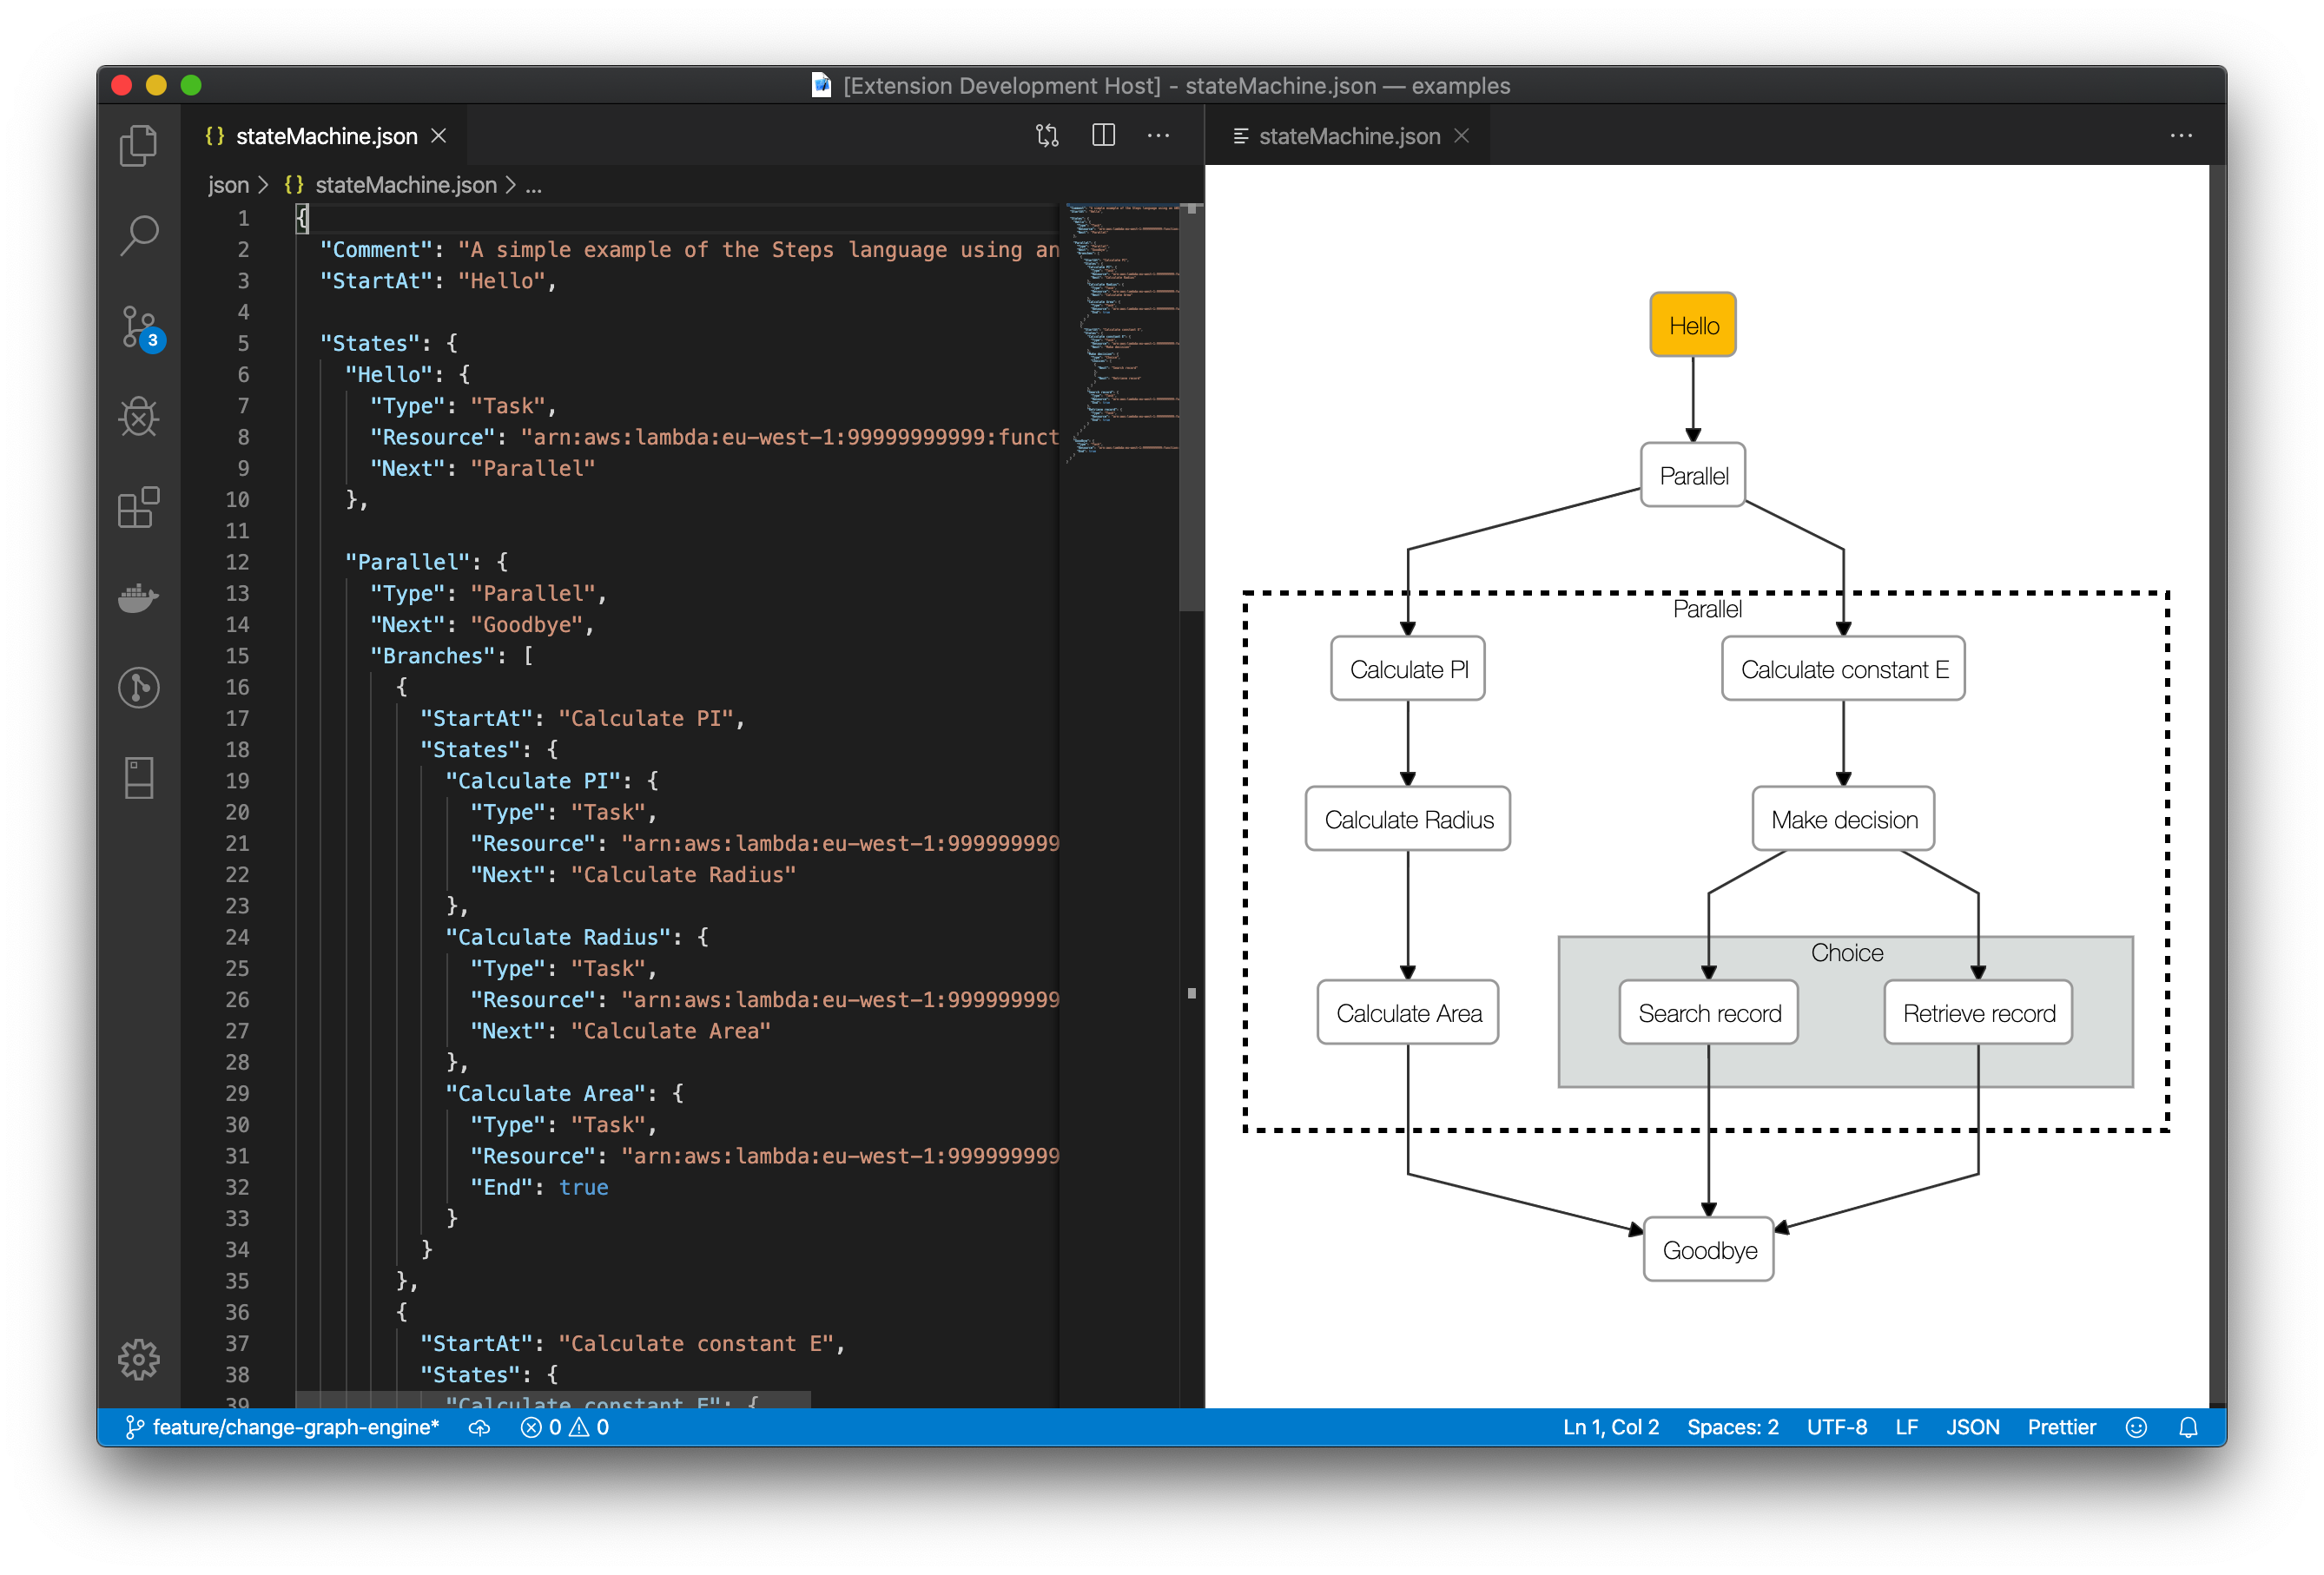 [Extension Development Host] - stateMachine.json — examples
{} stateMachine.json
json > {} stateMachine.json > ...
1 {
2 "Comment": "A simple example of the Steps language using an
3 "StartAt": "Hello",
4
5 "States": {
6 "Hello": {
7 "Type": "Task",
8 "Resource": "arn:aws:lambda:eu-west-1:99999999999:funct
9 "Next": "Parallel"
10 },
11
12 "Parallel": {
13 "Type": "Parallel",
14 "Next": "Goodbye",
15 "Branches": [
16 {
17 "StartAt": "Calculate PI",
18 "States": {
19 "Calculate PI": {
20 "Type": "Task",
21 "Resource": "arn:aws:lambda:eu-west-1:999999999
22 "Next": "Calculate Radius"
23 },
24 "Calculate Radius": {
25 "Type": "Task",
26 "Resource": "arn:aws:lambda:eu-west-1:999999999
27 "Next": "Calculate Area"
28 },
29 "Calculate Area": {
30 "Type": "Task",
31 "Resource": "arn:aws:lambda:eu-west-1:999999999
32 "End": true
33 }
34 }
35 },
36 {
37 "StartAt": "Calculate constant E",
38 "States": {
39 "Calculate constant E": {
3
stateMachine.json
Hello
Parallel
Parallel
Calculate PI
Calculate constant E
Calculate Radius
Make decision
Choice
Calculate Area
Search record
Retrieve record
Goodbye
feature/change-graph-engine* 0 0
Ln 1, Col 2 Spaces: 2 UTF-8 LF JSON Prettier